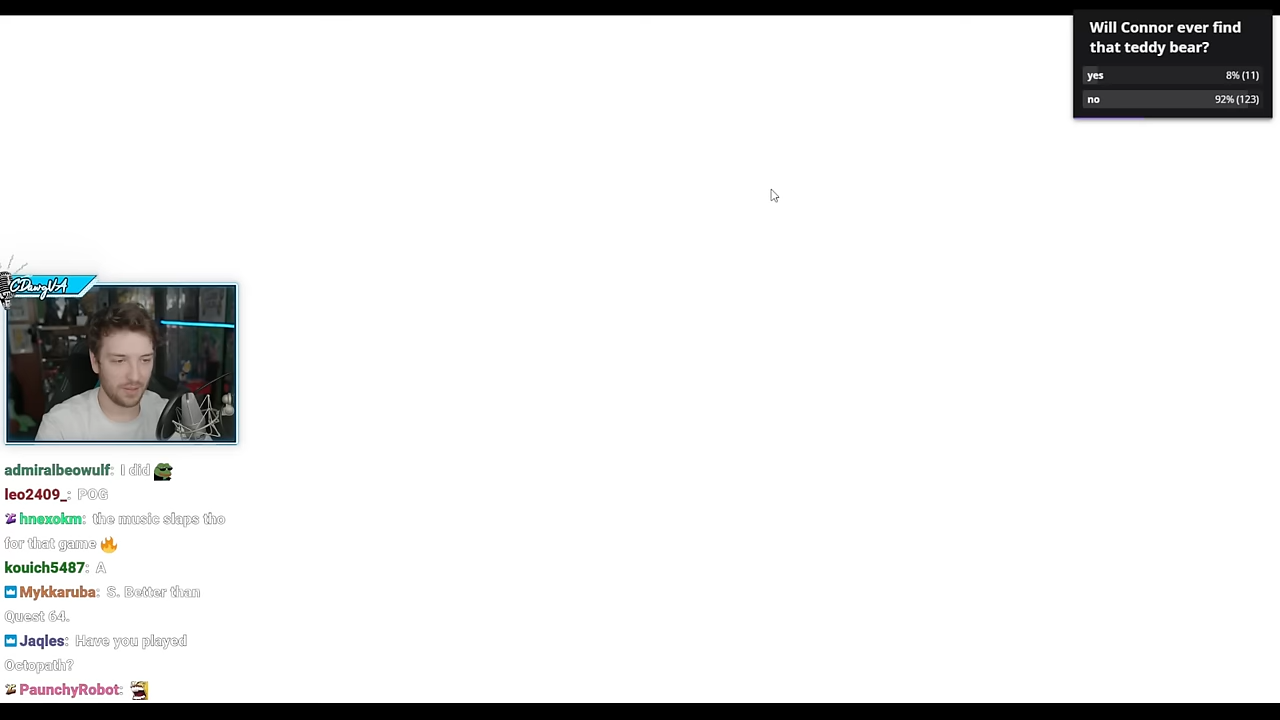 Will Connor ever find
that teddy bear?
yes 8% (11)
no 92% (123)
CDawgVA
admiralbeowulf: I did
leo2409_: POG
hnexokm: the music slaps tho
for that game 🔥
kouich5487: A
Mykkaruba: S. Better than
Quest 64.
Jaqles: Have you played
Octopath?
PaunchyRobot: